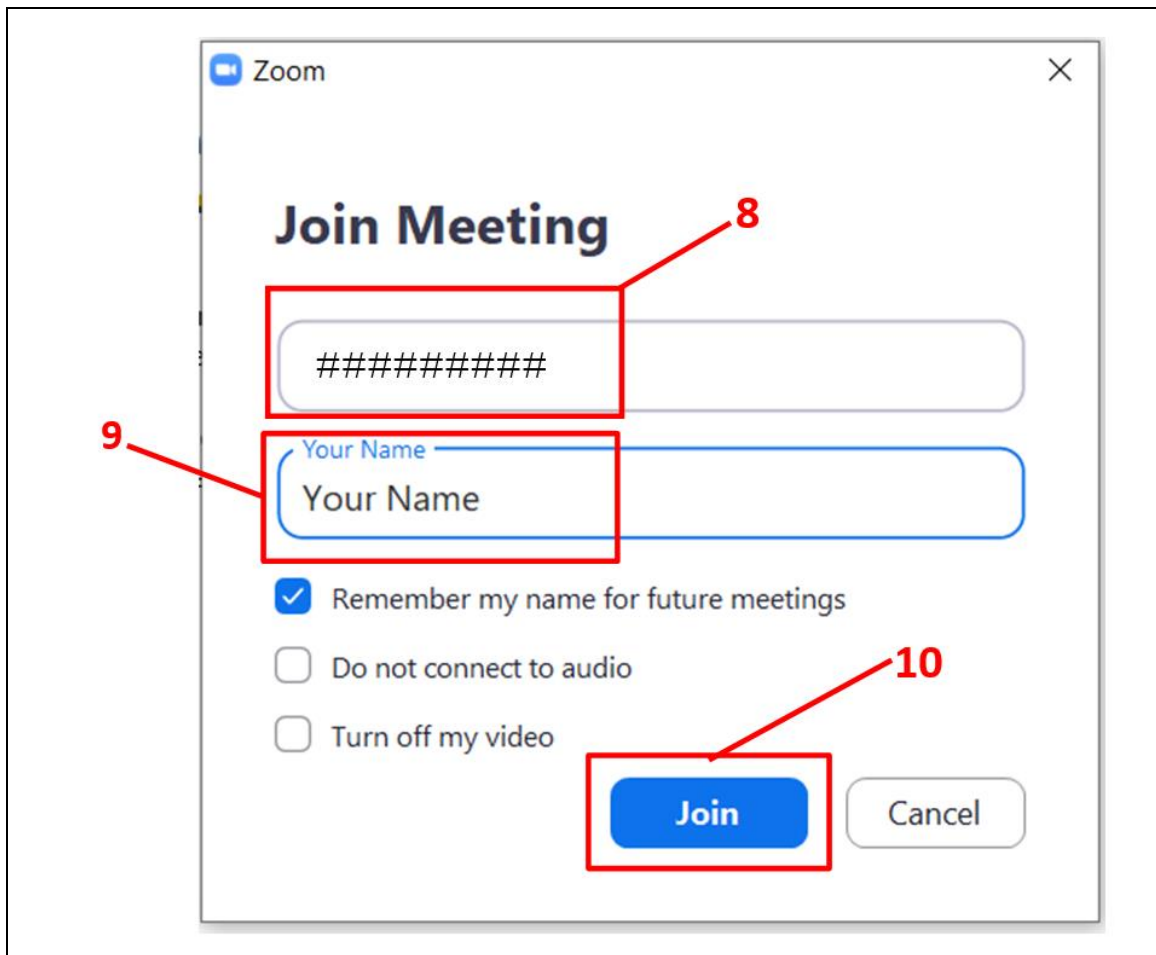 Zoom
Join Meeting
8
#########
9
Your Name
Your Name
Remember my name for future meetings
Do not connect to audio
10
Turn off my video
Join
Cancel